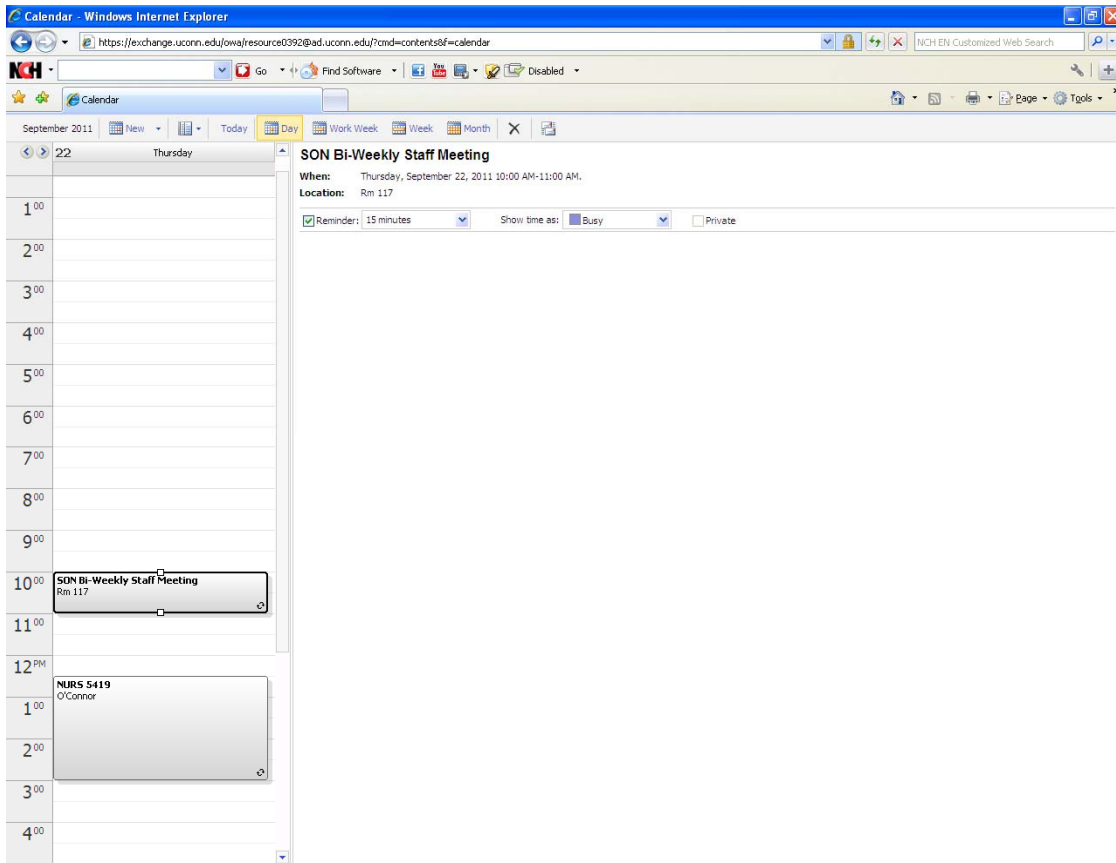 Calendar - Windows Internet Explorer
https://exchange.uconn.edu/owa/resource0392@ad.uconn.edu/?cmd=contents&f=calendar
NCH EN Customized Web Search
NCH Go Find Software You Tube Disabled
Calendar Page Tools
September 2011 New Today Day Work Week Week Month
22 Thursday
SON Bi-Weekly Staff Meeting
When: Thursday, September 22, 2011 10:00 AM-11:00 AM.
Location: Rm 117
Reminder: 15 minutes Show time as: Busy Private
1 00
2 00
3 00
4 00
5 00
6 00
7 00
8 00
9 00
10 00 SON Bi-Weekly Staff Meeting
Rm 117
11 00
12 PM
NURS 5419
O'Connor
1 00
2 00
3 00
4 00